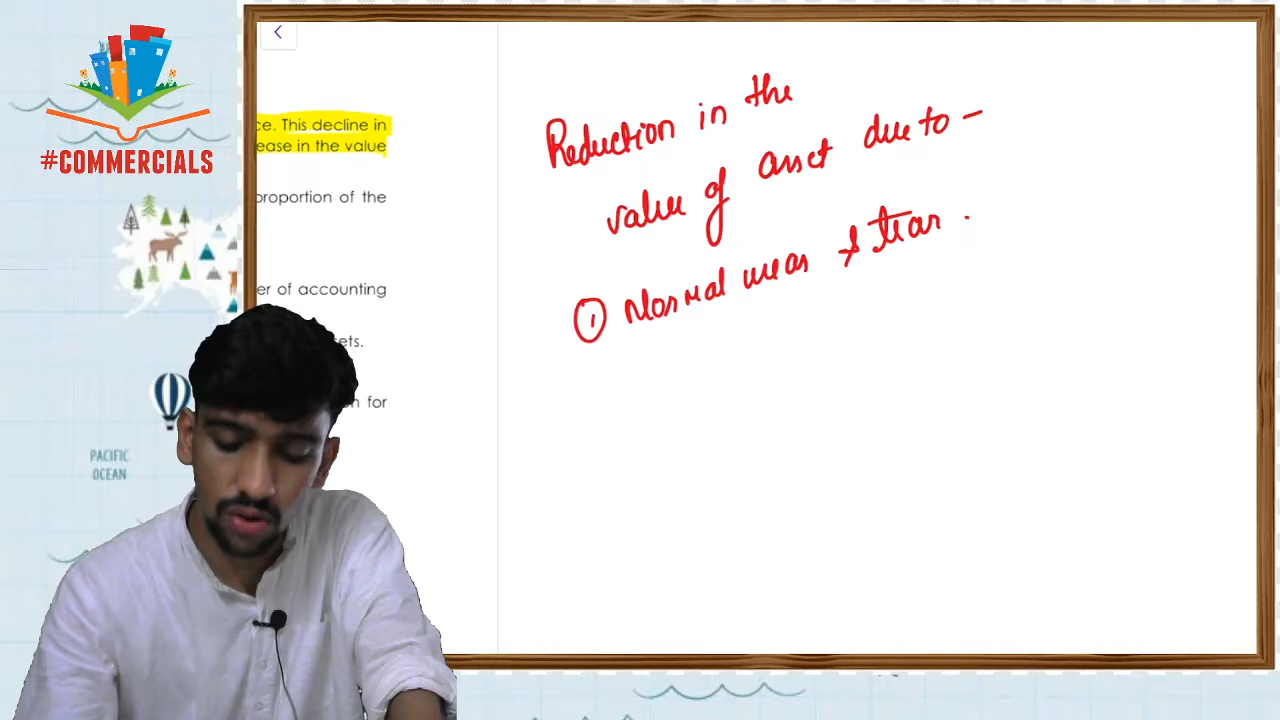 #COMMERCIALS
ce. This decline in
ease in the value
proportion of the
er of accounting
sets.
n for
PACIFIC
OCEAN
Reduction in the
value of asset due to -
① Normal wear & tear.